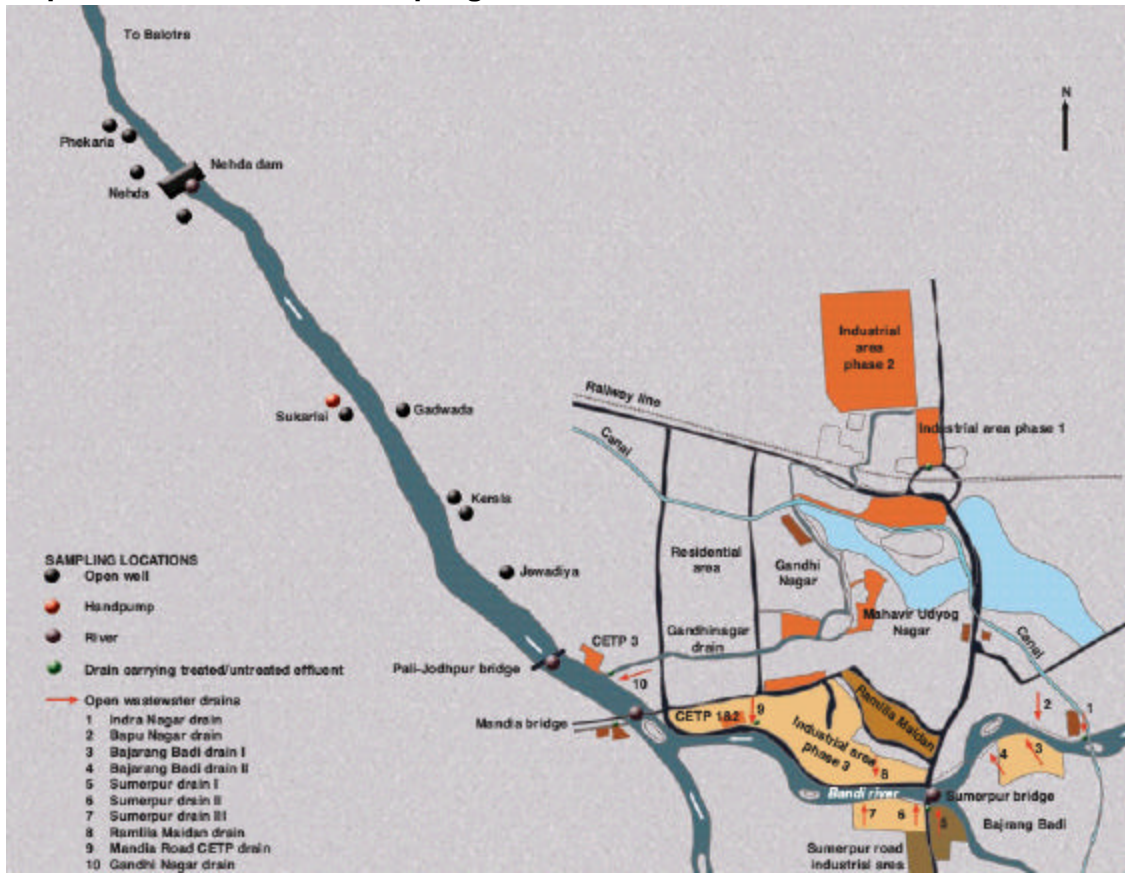 To Balotra
N
Phekaria
Nehda dam
Nehda
Industrial
area
phase 2
Railway line
Sukarlai
Gadwada
Industrial area phase 1
Canal
Kerala
SAMPLING LOCATIONS
Open well
Handpump
River
Drain carrying treated/untreated effluent
Open wastewater drains
1 Indra Nagar drain
2 Bapu Nagar drain
3 Bajarang Badi drain I
4 Bajarang Badi drain II
5 Sumerpur drain I
6 Sumerpur drain II
7 Sumerpur drain III
8 Ramlila Maidan drain
9 Mandia Road CETP drain
10 Gandhi Nagar drain
Residential
area
Gandhi
Nagar
Jewadiya
Mahavir Udyog
Nagar
CETP 3
Gandhinagar
drain
Canal
Pali-Jodhpur bridge
10
Mandia bridge
CETP 1&2
9
Industrial area
phase 3
Ramlila Maidan
2
1
3
4
8
Bandi river
Sumerpur bridge
7
6
5
Bajrang Badi
Sumerpur road
industrial area